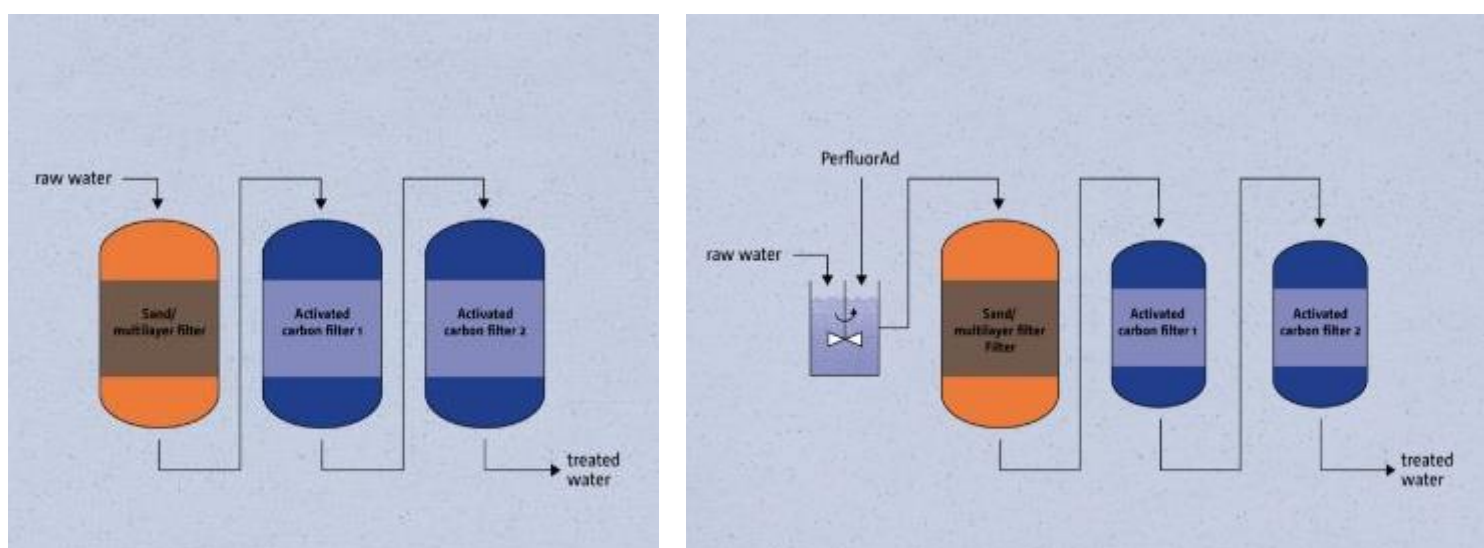 raw water
Sand/
multilayer filter
Activated
carbon filter 1
Activated
carbon filter 2
treated
water
PerfluorAd
raw water
Sand/
multilayer filter
Filter
Activated
carbon filter 1
Activated
carbon filter 2
treated
water